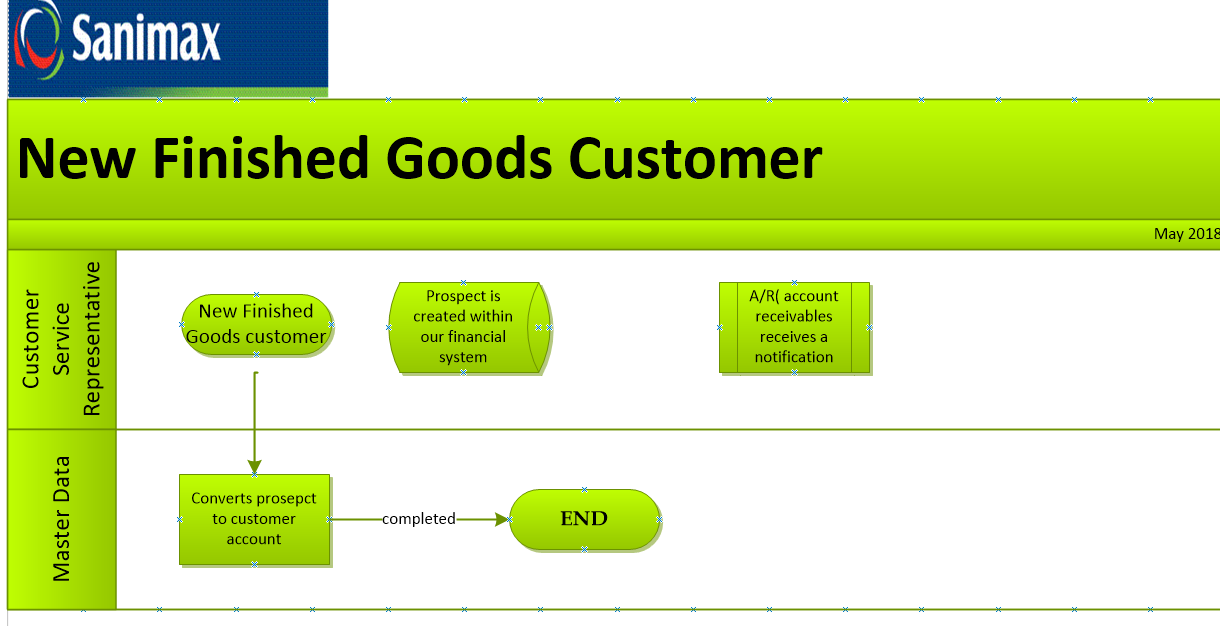 Sanimax
New Finished Goods Customer
May 2018
Customer
Service
Representative
New Finished
Goods customer
Prospect is
created within
our financial
system
A/R( account
receivables
receives a
notification
Master Data
Converts prosepct
to customer
account
completed
END